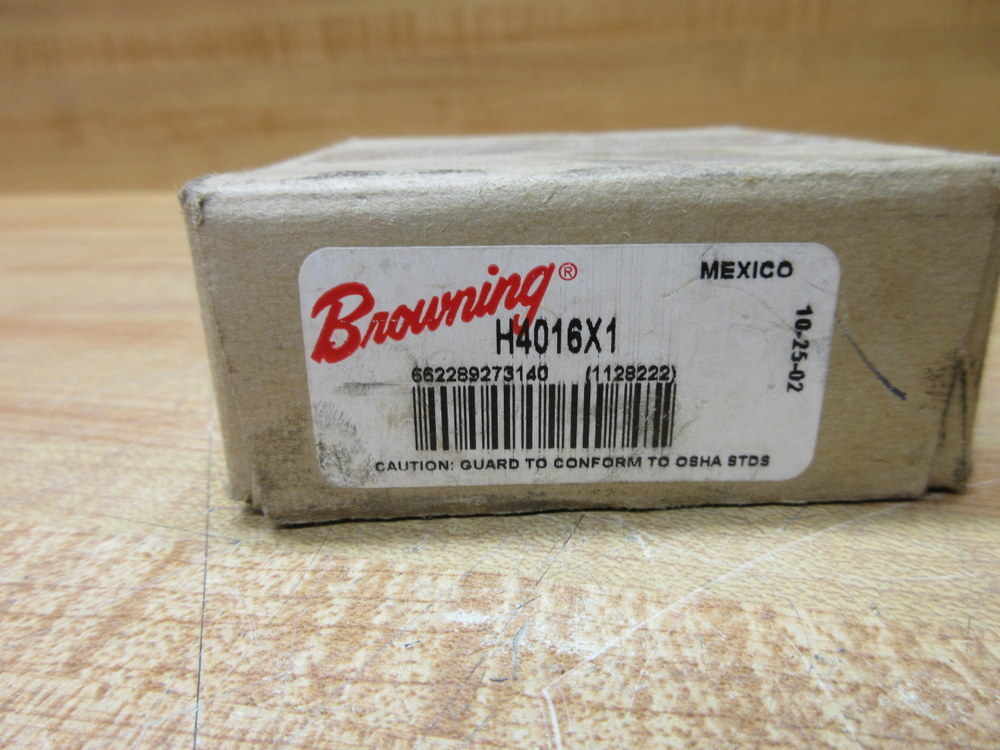 Browning®
MEXICO
H4016X1
10-25-02
662289273140 (1128222)
CAUTION: GUARD TO CONFORM TO OSHA STDS